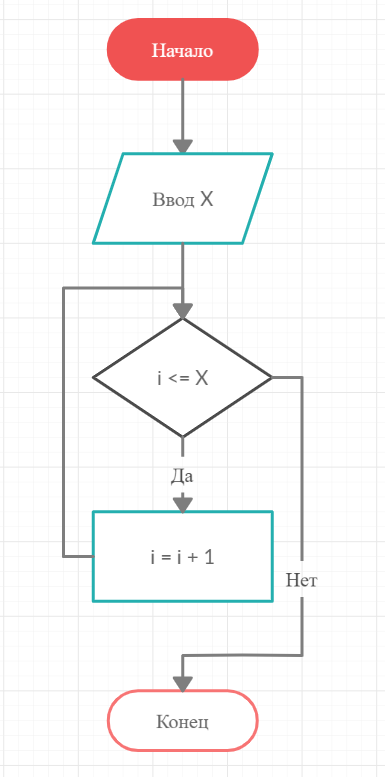 Начало
Ввод X
i <= X
Да
i = i + 1
Нет
Конец